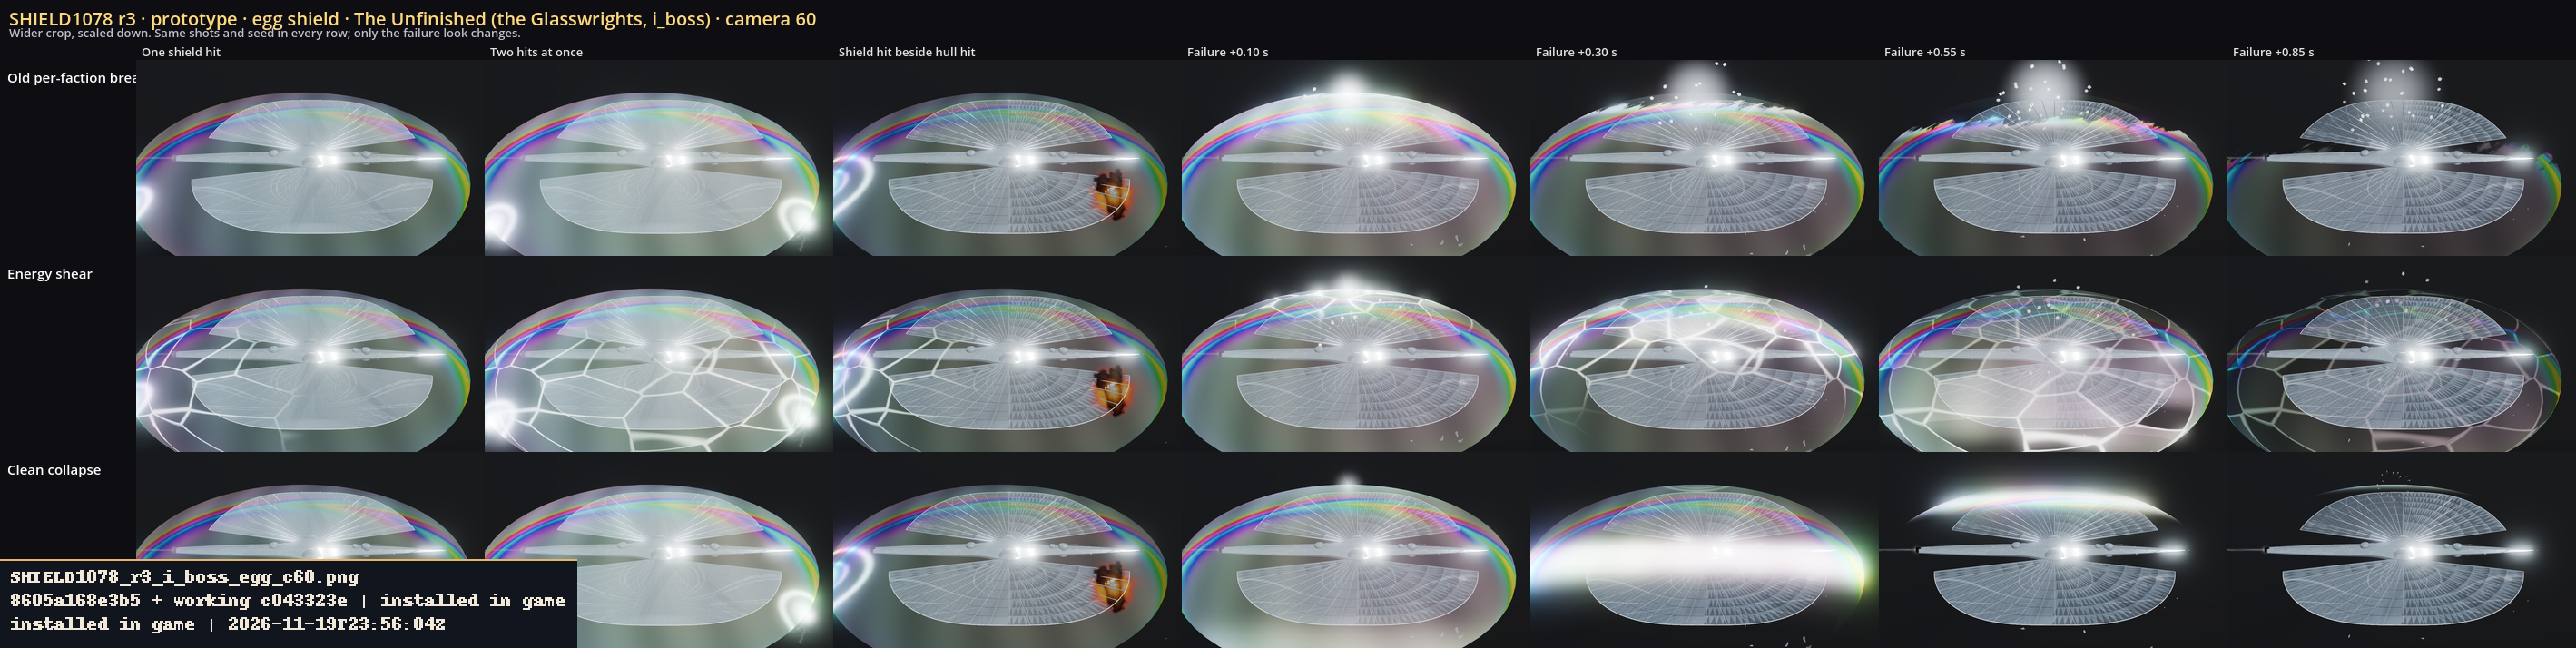 SHIELD1078 r3 · prototype · egg shield · The Unfinished (the Glasswrights, i_boss) · camera 60
Wider crop, scaled down. Same shots and seed in every row; only the failure look changes.
One shield hit
Two hits at once
Shield hit beside hull hit
Failure +0.10 s
Failure +0.30 s
Failure +0.55 s
Failure +0.85 s
Old per-faction brea
Energy shear
Clean collapse
SHIELD1078_r3_i_boss_egg_c60.png
8605a168e3b5 + working c043323e | installed in game
installed in game | 2026-11-19T23:56:04Z